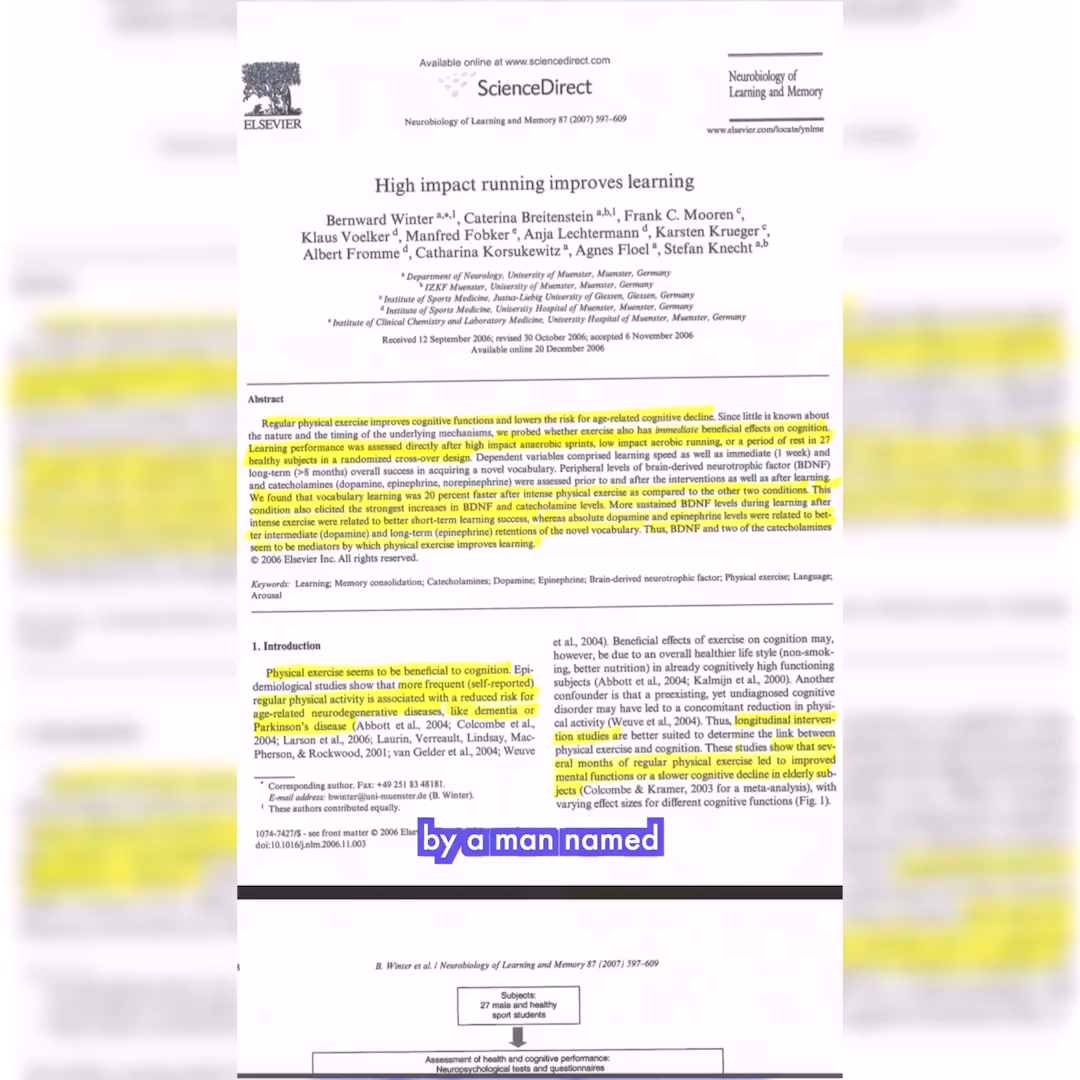 Available online at www.sciencedirect.com
ScienceDirect
ELSEVIER
Neurobiology of Learning and Memory 87 (2007) 597–609
Neurobiology of
Learning and Memory
www.elsevier.com/locate/ynlme
High impact running improves learning
Bernward Winter a,*,1, Caterina Breitenstein a,b,1, Frank C. Mooren c,
Klaus Voelker d, Manfred Fobker e, Anja Lechtermann d, Karsten Krueger c,
Albert Fromme d, Catharina Korsukewitz a, Agnes Floel a, Stefan Knecht a,b
a Department of Neurology, University of Muenster, Muenster, Germany
b IZKF Muenster, University of Muenster, Muenster, Germany
c Institute of Sports Medicine, Justus-Liebig University of Giessen, Giessen, Germany
d Institute of Sports Medicine, University Hospital of Muenster, Muenster, Germany
e Institute of Clinical Chemistry and Laboratory Medicine, University Hospital of Muenster, Muenster, Germany
Received 12 September 2006; revised 30 October 2006; accepted 6 November 2006
Available online 20 December 2006
Abstract
Regular physical exercise improves cognitive functions and lowers the risk for age-related cognitive decline. Since little is known about
the nature and the timing of the underlying mechanisms, we probed whether exercise also has immediate beneficial effects on cognition.
Learning performance was assessed directly after high impact anaerobic sprints, low impact aerobic running, or a period of rest in 27
healthy subjects in a randomized cross-over design. Dependent variables comprised learning speed as well as immediate (1 week) and
long-term (>8 months) overall success in acquiring a novel vocabulary. Peripheral levels of brain-derived neurotrophic factor (BDNF)
and catecholamines (dopamine, epinephrine, norepinephrine) were assessed prior to and after the interventions as well as after learning.
We found that vocabulary learning was 20 percent faster after intense physical exercise as compared to the other two conditions. This
condition also elicited the strongest increases in BDNF and catecholamine levels. More sustained BDNF levels during learning after
intense exercise were related to better short-term learning success, whereas absolute dopamine and epinephrine levels were related to bet-
ter intermediate (dopamine) and long-term (epinephrine) retentions of the novel vocabulary. Thus, BDNF and two of the catecholamines
seem to be mediators by which physical exercise improves learning.
© 2006 Elsevier Inc. All rights reserved.
Keywords: Learning; Memory consolidation; Catecholamines; Dopamine; Epinephrine; Brain-derived neurotrophic factor; Physical exercise; Language;
Arousal
1. Introduction
Physical exercise seems to be beneficial to cognition. Epi-
demiological studies show that more frequent (self-reported)
regular physical activity is associated with a reduced risk for
age-related neurodegenerative diseases, like dementia or
Parkinson's disease (Abbott et al., 2004; Colcombe et al.,
2004; Larson et al., 2006; Laurin, Verreault, Lindsay, Mac-
Pherson, & Rockwood, 2001; van Gelder et al., 2004; Weuve
* Corresponding author. Fax: +49 251 83 48181.
E-mail address: bwinter@uni-muenster.de (B. Winter).
1 These authors contributed equally.
1074-7427/$ - see front matter © 2006 Else
doi:10.1016/j.nlm.2006.11.003
et al., 2004). Beneficial effects of exercise on cognition may,
however, be due to an overall healthier life style (non-smok-
ing, better nutrition) in already cognitively high functioning
subjects (Abbott et al., 2004; Kalmijn et al., 2000). Another
confounder is that a preexisting, yet undiagnosed cognitive
disorder may have led to a concomitant reduction in physi-
cal activity (Weuve et al., 2004). Thus, longitudinal interven-
tion studies are better suited to determine the link between
physical exercise and cognition. These studies show that sev-
eral months of regular physical exercise led to improved
mental functions or a slower cognitive decline in elderly sub-
jects (Colcombe & Kramer, 2003 for a meta-analysis), with
varying effect sizes for different cognitive functions (Fig. 1).
by a man named
B. Winter et al. / Neurobiology of Learning and Memory 87 (2007) 597–609
Subjects:
27 male and healthy
sport students
Assessment of health and cognitive performance:
Neuropsychological tests and questionnaires